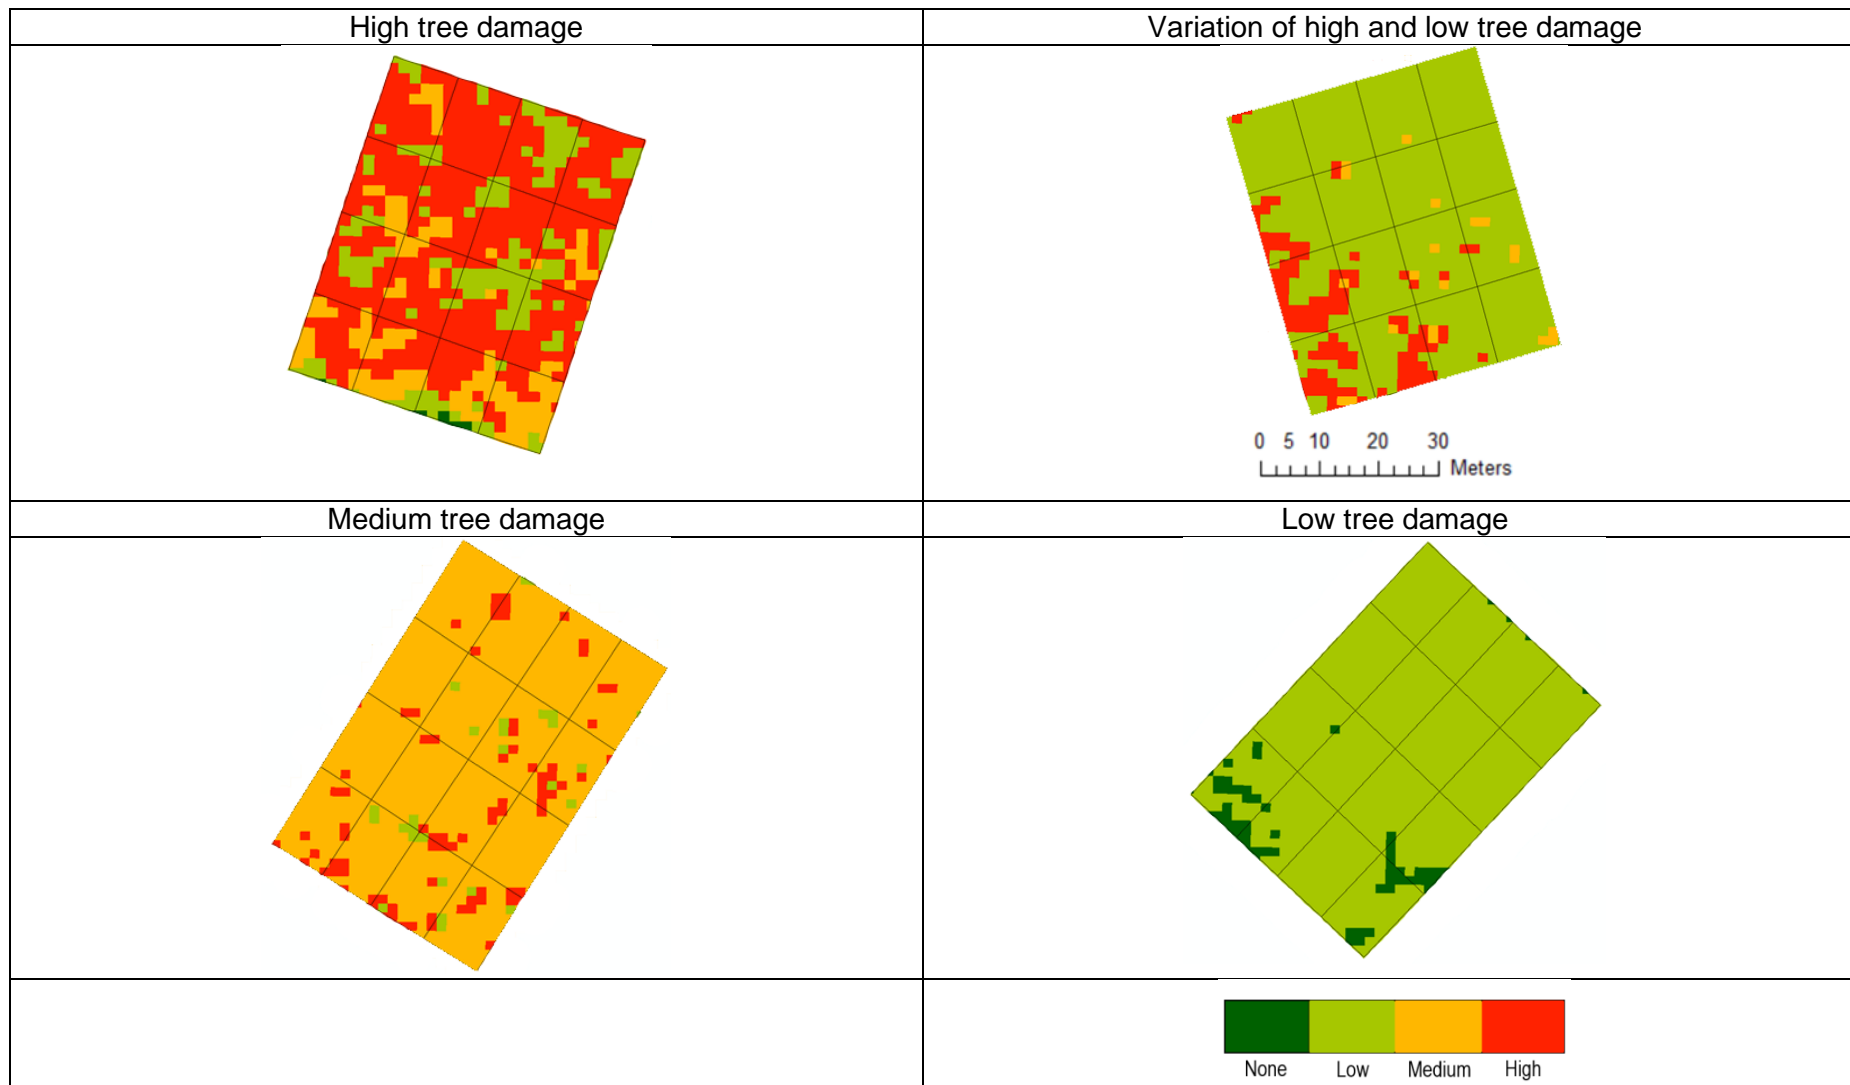 High tree damage
Variation of high and low tree damage
0 5 10 20 30
Meters
Medium tree damage
Low tree damage
None Low Medium High